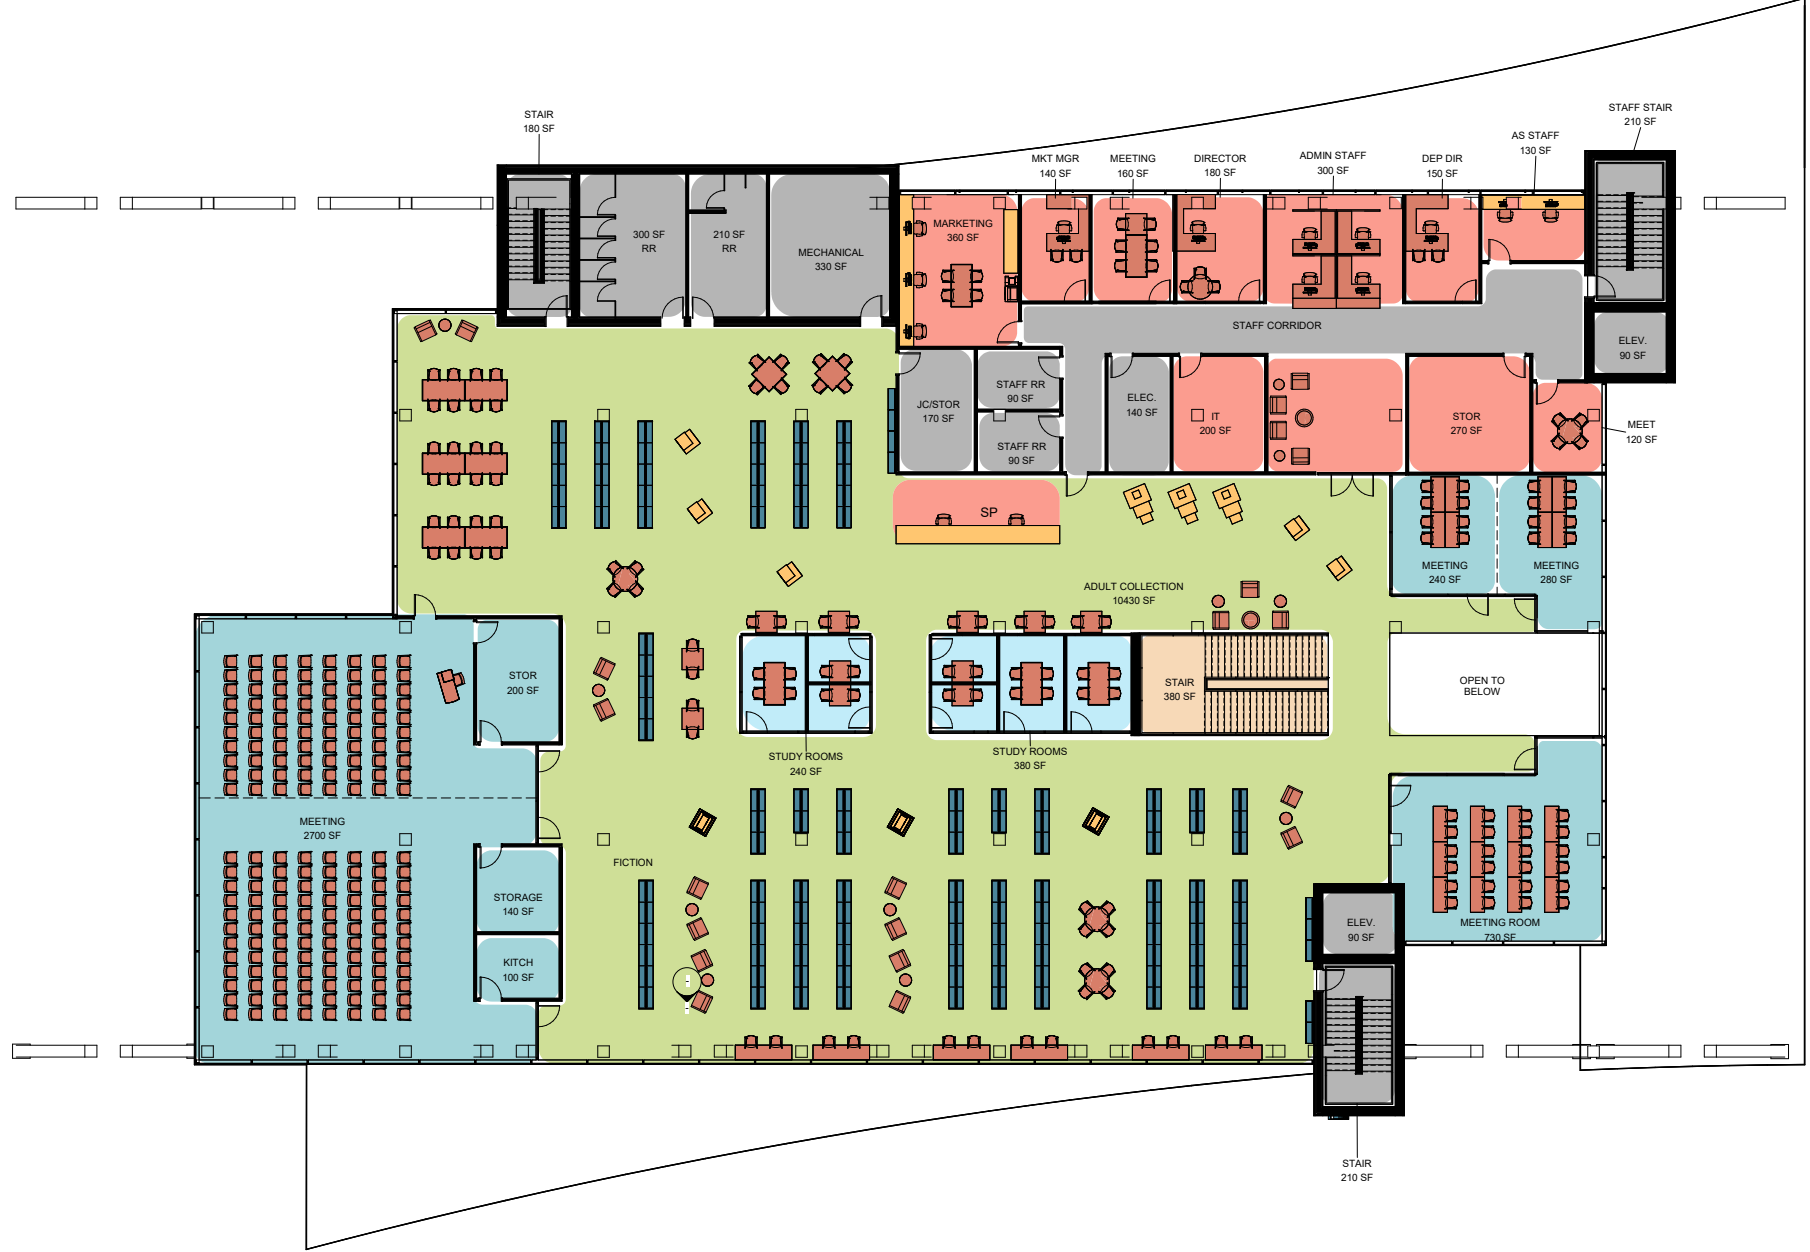 STAIR
180 SF
STAFF STAIR
210 SF
AS STAFF
130 SF
MKT MGR
140 SF
MEETING
160 SF
DIRECTOR
180 SF
ADMIN STAFF
300 SF
DEP DIR
150 SF
300 SF
RR
210 SF
RR
MECHANICAL
330 SF
MARKETING
360 SF
STAFF CORRIDOR
ELEV.
90 SF
JC/STOR
170 SF
STAFF RR
90 SF
STAFF RR
90 SF
ELEC.
140 SF
IT
200 SF
STOR
270 SF
MEET
120 SF
SP
MEETING
240 SF
MEETING
280 SF
ADULT COLLECTION
10430 SF
STOR
200 SF
STAIR
380 SF
OPEN TO
BELOW
STUDY ROOMS
240 SF
STUDY ROOMS
380 SF
MEETING
2700 SF
FICTION
STORAGE
140 SF
KITCH
100 SF
ELEV.
90 SF
MEETING ROOM
730 SF
STAIR
210 SF